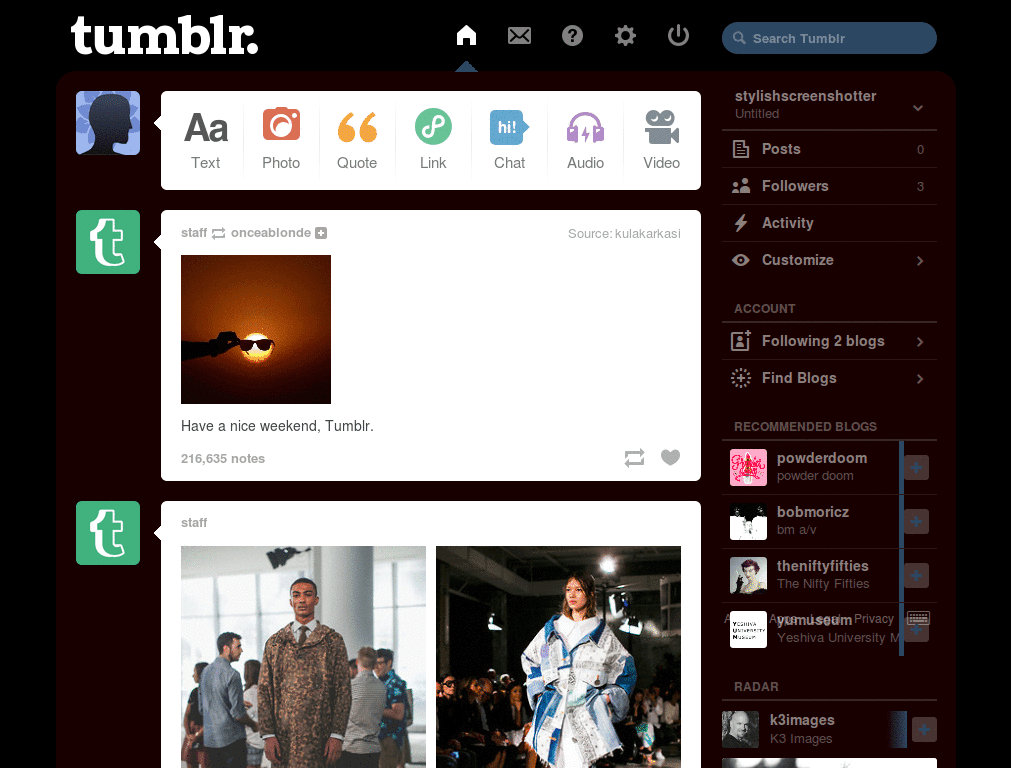 tumblr.
Search Tumblr
Aa
hi!
Text
Photo
Quote
Link
Chat
Audio
Video
staff onceablonde
Source: kulakarkasi
Have a nice weekend, Tumblr.
216,635 notes
staff
stylishscreenshotter
Untitled
Posts 0
Followers 3
Activity
Customize
ACCOUNT
Following 2 blogs
Find Blogs
RECOMMENDED BLOGS
powderdoom
powder doom
bobmoricz
bm a/v
theniftyfifties
The Nifty Fifties
Legal Privacy
yumuseum
YESHIVA
UNIVERSITY
MUSEUM
Yeshiva University M
RADAR
k3images
K3 Images